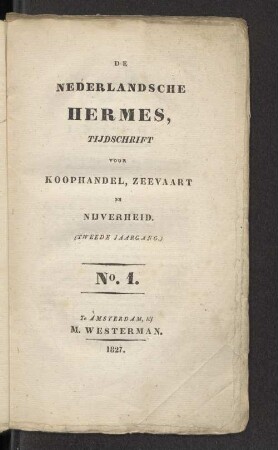 DE
NEDERLANDSCHE
HERMES,
TIJDSCHRIFT
VOOR
KOOPHANDEL, ZEEVAART
EN
NIJVERHEID.
(TWEEDE JAARGANG.)
No. 1.
Te AMSTERDAM, bij
M. WESTERMAN.
1827.